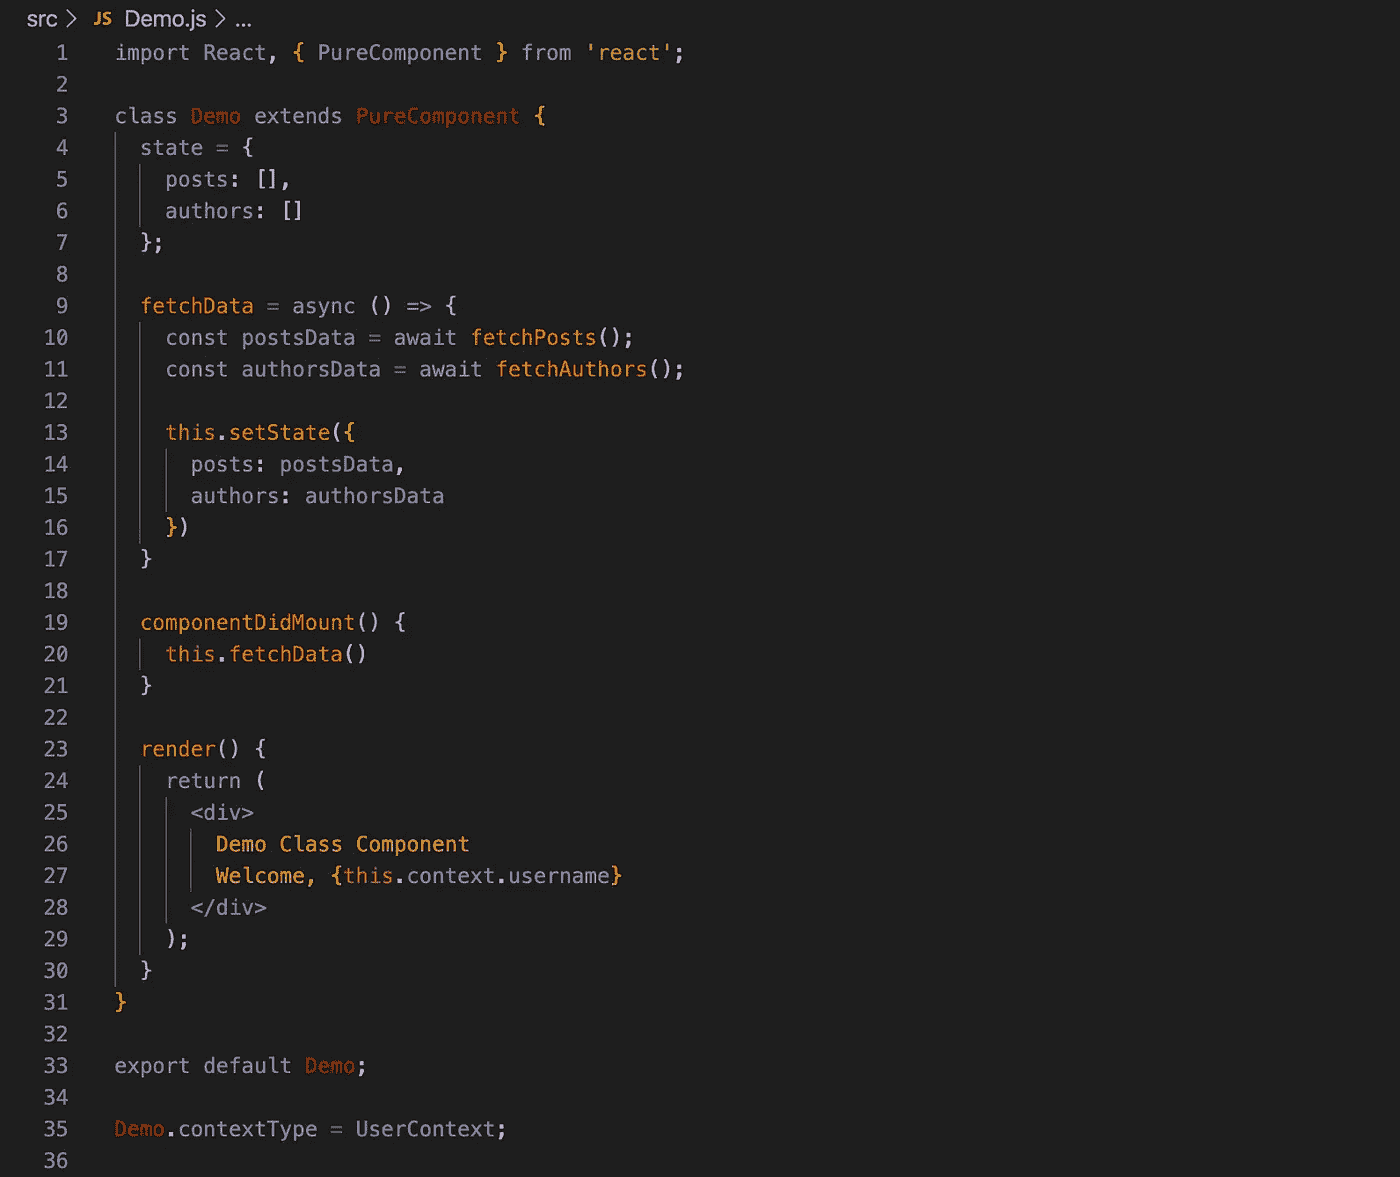 src > JS Demo.js > ...
1 import React, { PureComponent } from 'react';
2
3 class Demo extends PureComponent {
4   state = {
5     posts: [],
6     authors: []
7   };
8
9   fetchData = async () => {
10     const postsData = await fetchPosts();
11     const authorsData = await fetchAuthors();
12
13     this.setState({
14       posts: postsData,
15       authors: authorsData
16     })
17   }
18
19   componentDidMount() {
20     this.fetchData()
21   }
22
23   render() {
24     return (
25       <div>
26         Demo Class Component
27         Welcome, {this.context.username}
28       </div>
29     );
30   }
31 }
32
33 export default Demo;
34
35 Demo.contextType = UserContext;
36